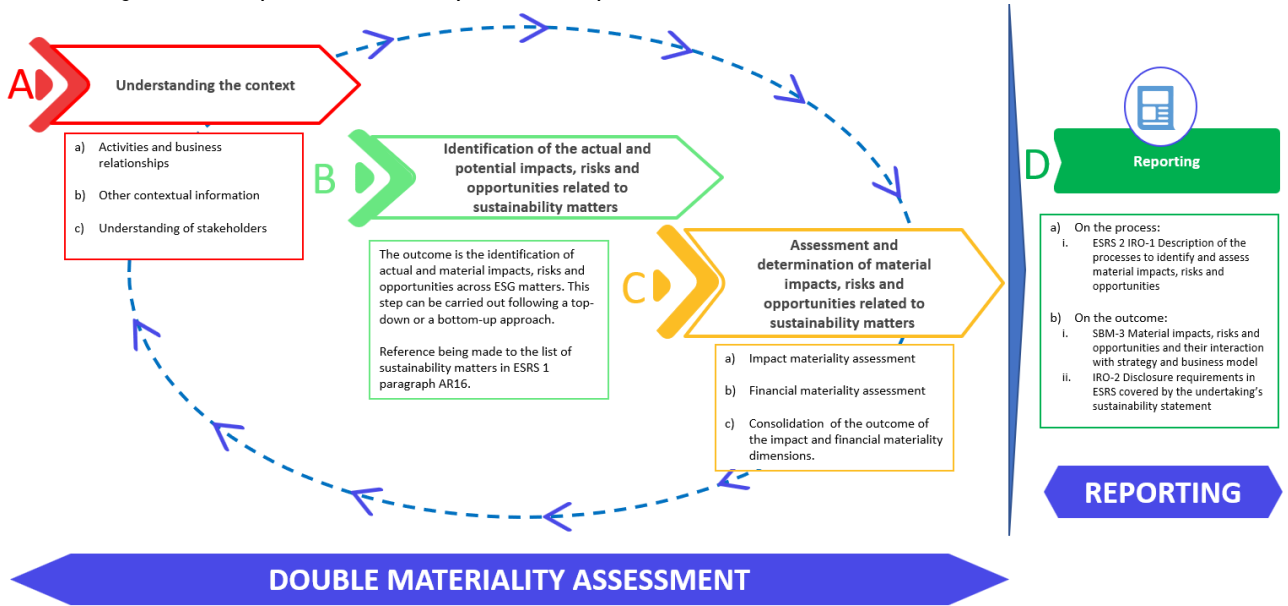 A
Understanding the context
a) Activities and business
relationships
b) Other contextual information
c) Understanding of stakeholders
B
Identification of the actual and
potential impacts, risks and
opportunities related to
sustainability matters
The outcome is the identification of
actual and material impacts, risks and
opportunities across ESG matters. This
step can be carried out following a top-
down or a bottom-up approach.
Reference being made to the list of
sustainability matters in ESRS 1
paragraph AR16.
C
Assessment and
determination of material
impacts, risks and
opportunities related to
sustainability matters
a) Impact materiality assessment
b) Financial materiality assessment
c) Consolidation of the outcome of
the impact and financial materiality
dimensions.
D
Reporting
a) On the process:
i. ESRS 2 IRO-1 Description of the
processes to identify and assess
material impacts, risks and
opportunities
b) On the outcome:
i. SBM-3 Material impacts, risks and
opportunities and their interaction
with strategy and business model
ii. IRO-2 Disclosure requirements in
ESRS covered by the undertaking's
sustainability statement
REPORTING
DOUBLE MATERIALITY ASSESSMENT